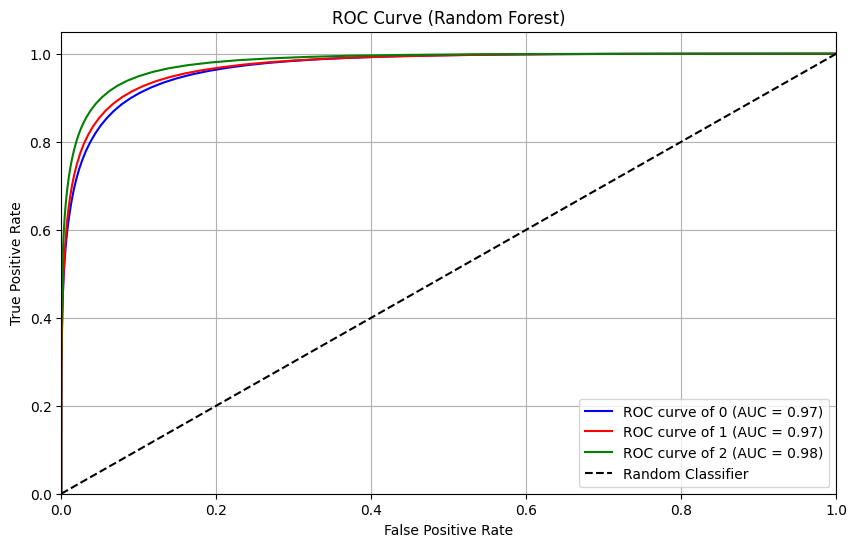 ROC Curve (Random Forest)
True Positive Rate
1.0
0.8
0.6
0.4
0.2
0.0
0.0 0.2 0.4 0.6 0.8 1.0
False Positive Rate
ROC curve of 0 (AUC = 0.97)
ROC curve of 1 (AUC = 0.97)
ROC curve of 2 (AUC = 0.98)
Random Classifier